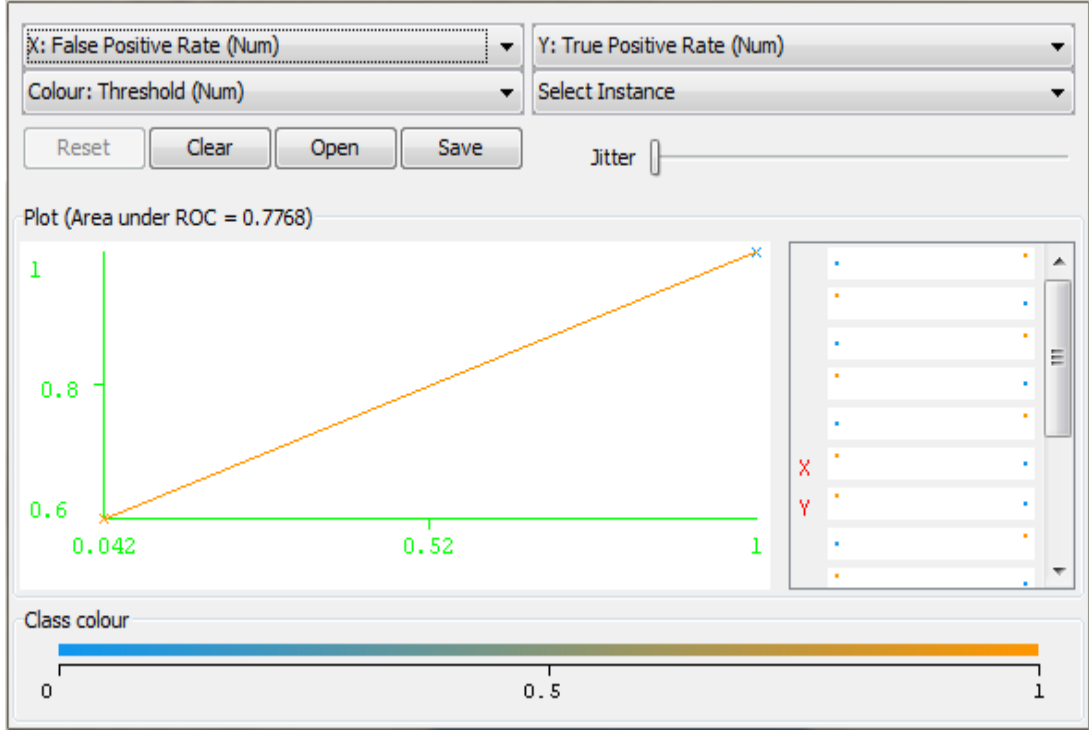 X: False Positive Rate (Num) Y: True Positive Rate (Num)
Colour: Threshold (Num) Select Instance
Reset Clear Open Save Jitter
Plot (Area under ROC = 0.7768)
1
0.8
0.6
0.042 0.52 1
X
Y
Class colour
0 0.5 1